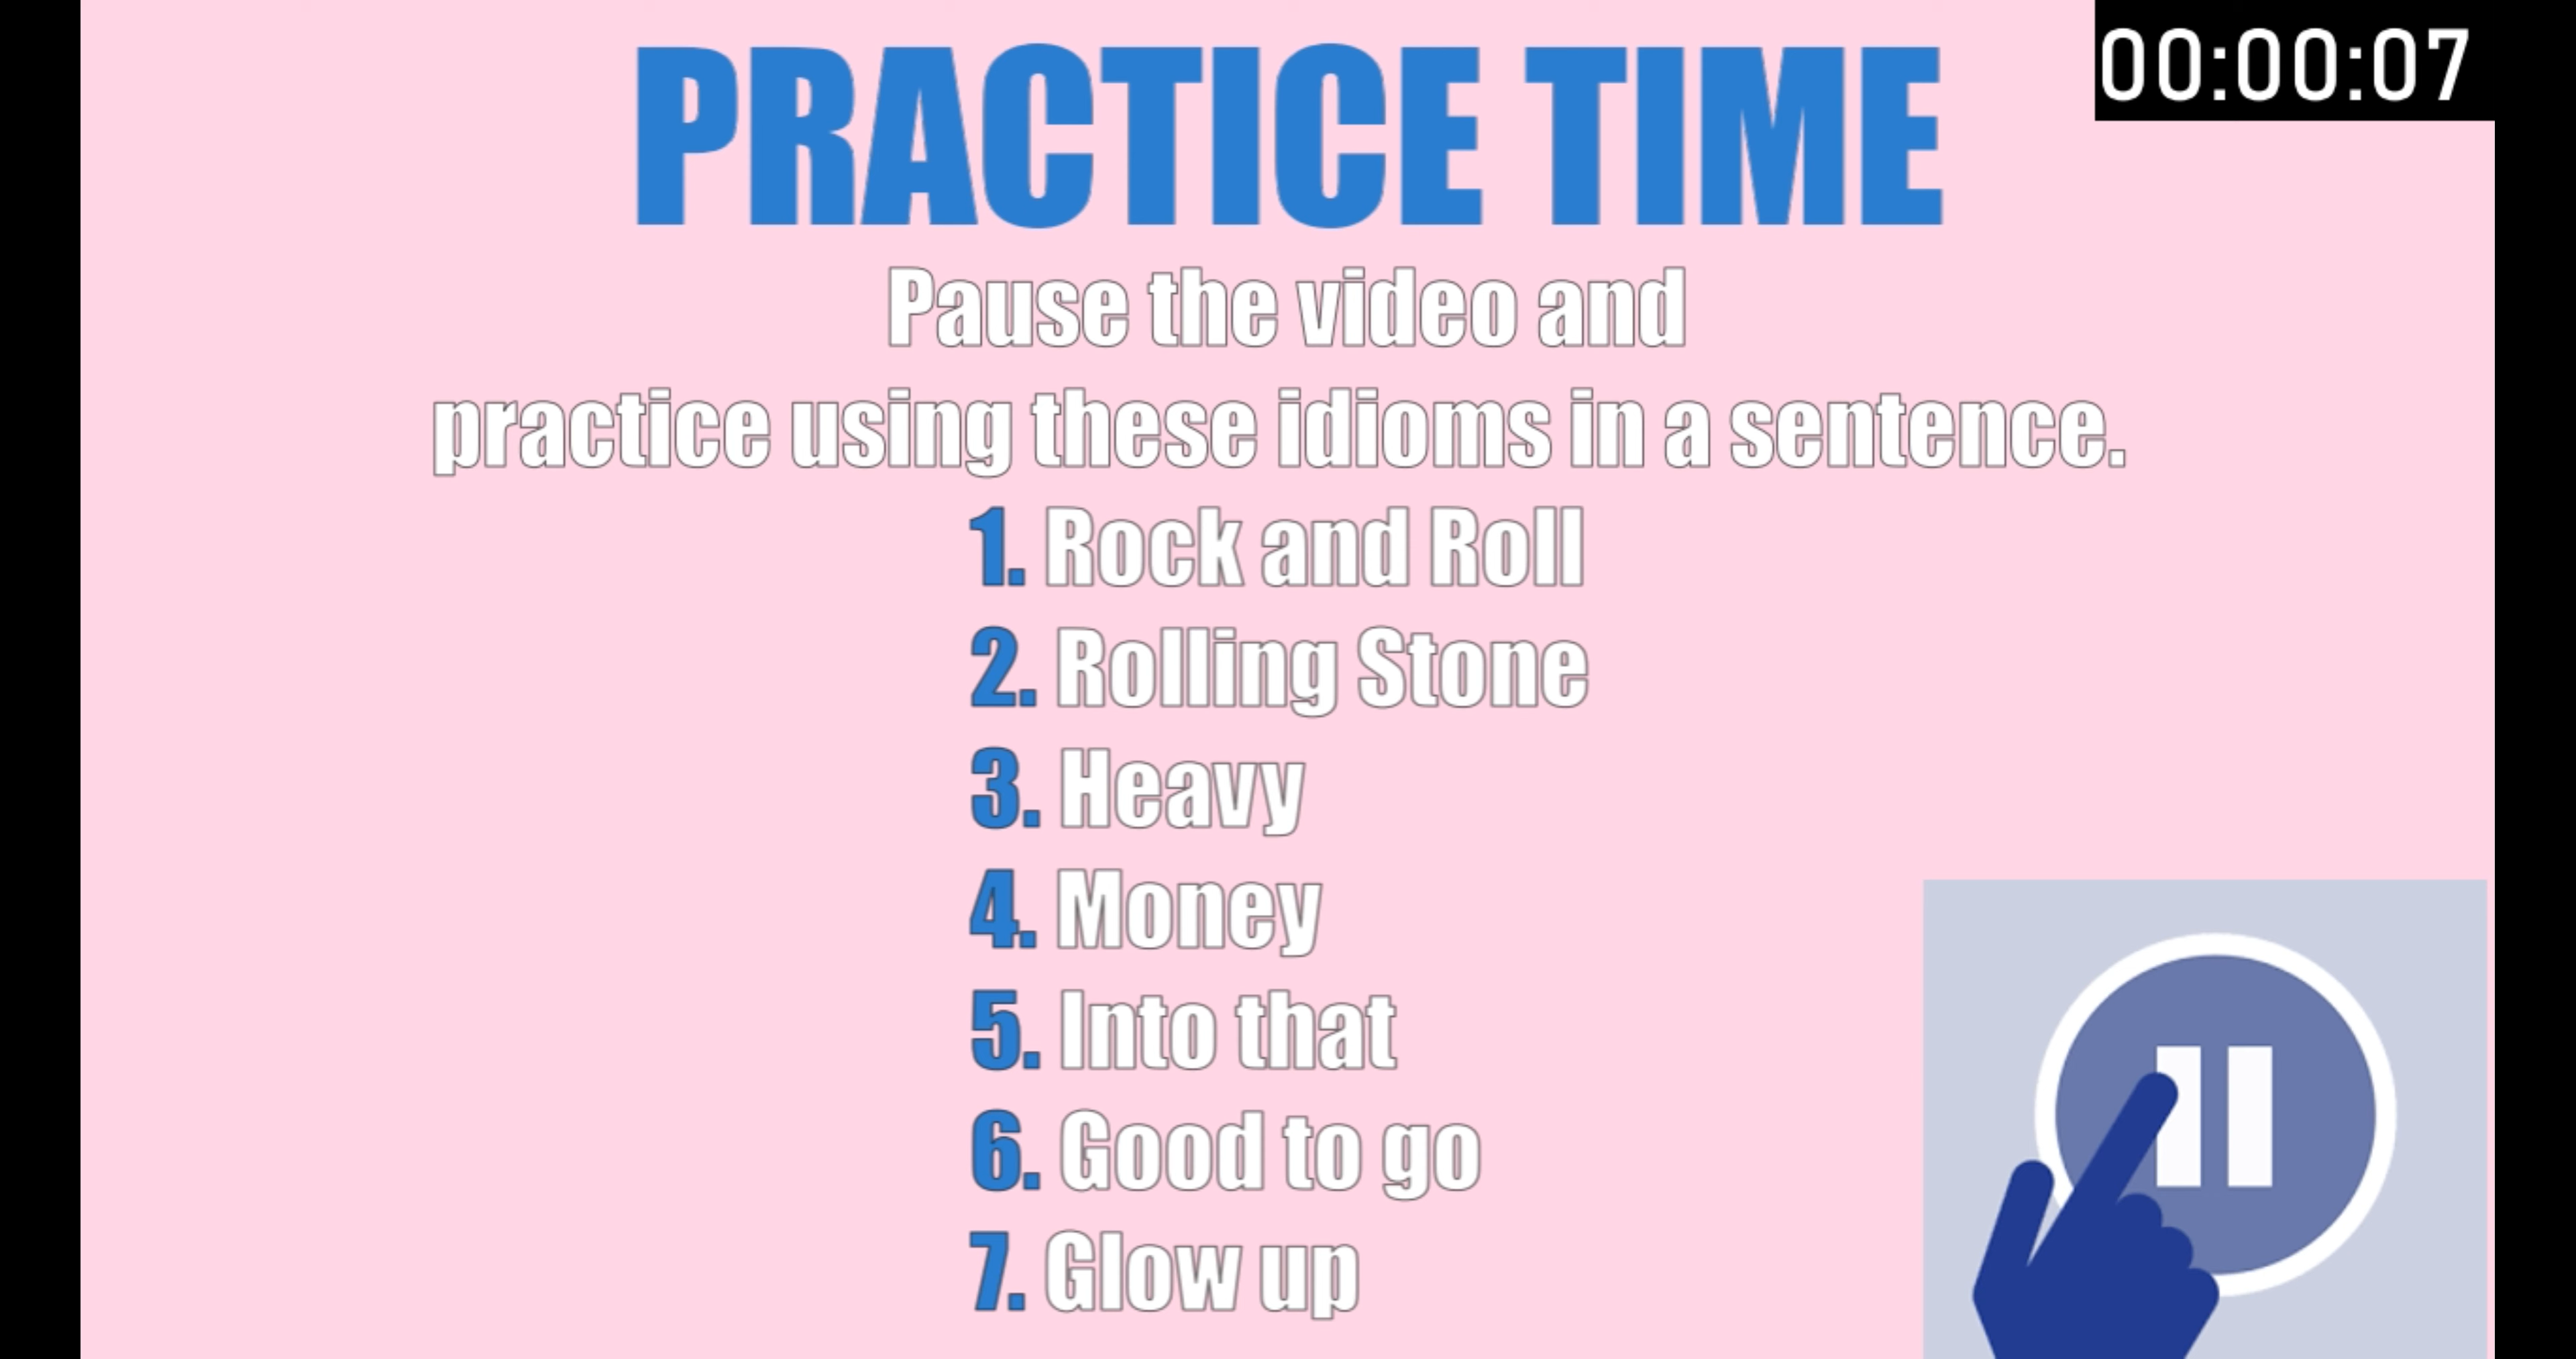 PRACTICE TIME
00:00:07
Pause the video and
practice using these idioms in a sentence.
1. Rock and Roll
2. Rolling Stone
3. Heavy
4. Money
5. Into that
6. Good to go
7. Glow up